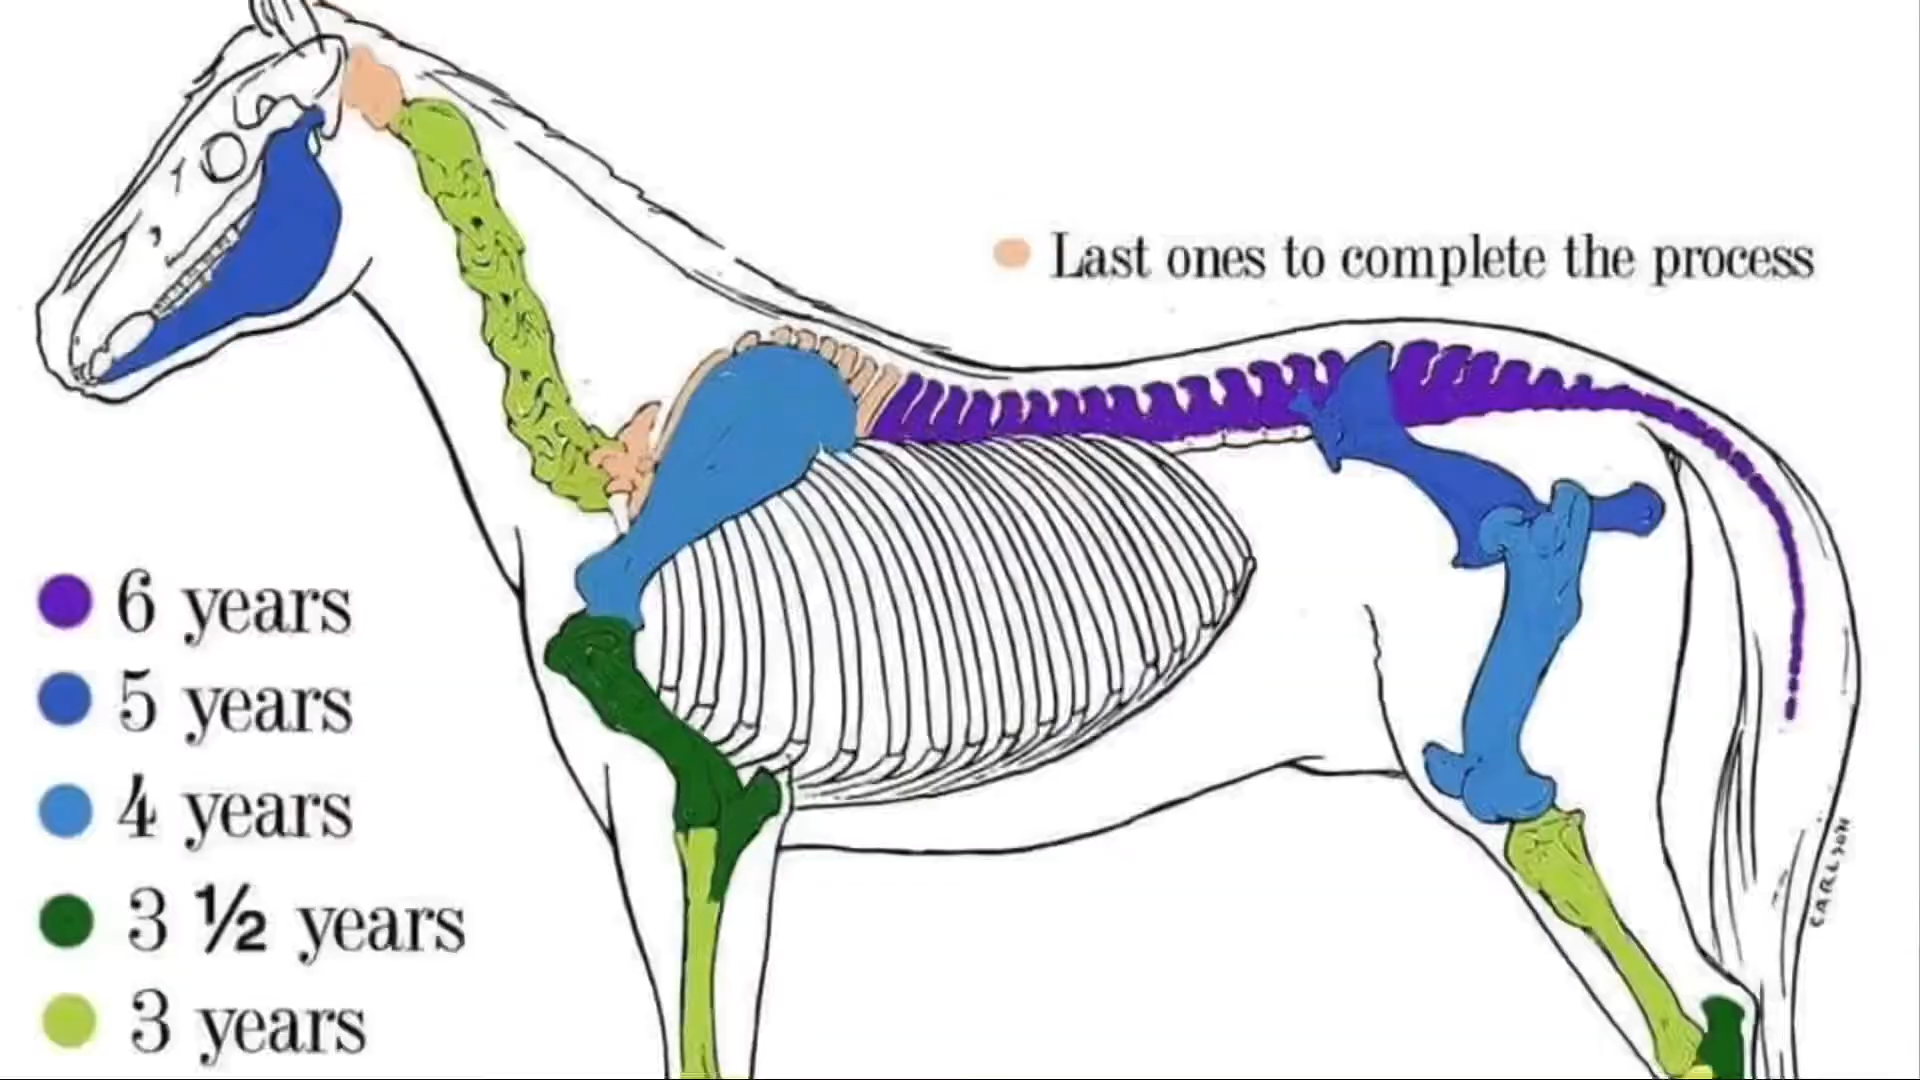 Last ones to complete the process
6 years
5 years
4 years
3 ½ years
3 years